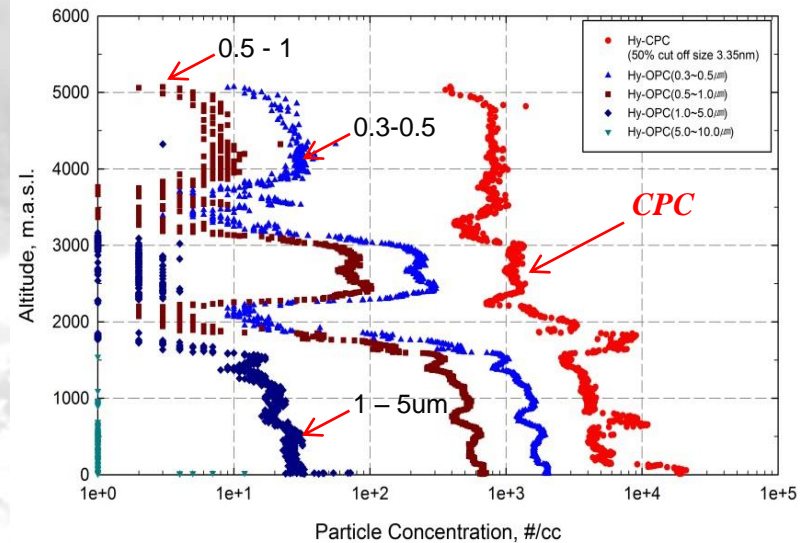 6000
5000
4000
3000
2000
1000
0
Altitude, m.a.s.l.
0.5 - 1
0.3-0.5
CPC
1 – 5um
Hy-CPC
(50% cut off size 3.35nm)
Hy-OPC(0.3~0.5㎛)
Hy-OPC(0.5~1.0㎛)
Hy-OPC(1.0~5.0㎛)
Hy-OPC(5.0~10.0㎛)
1e+0 1e+1 1e+2 1e+3 1e+4 1e+5
Particle Concentration, #/cc